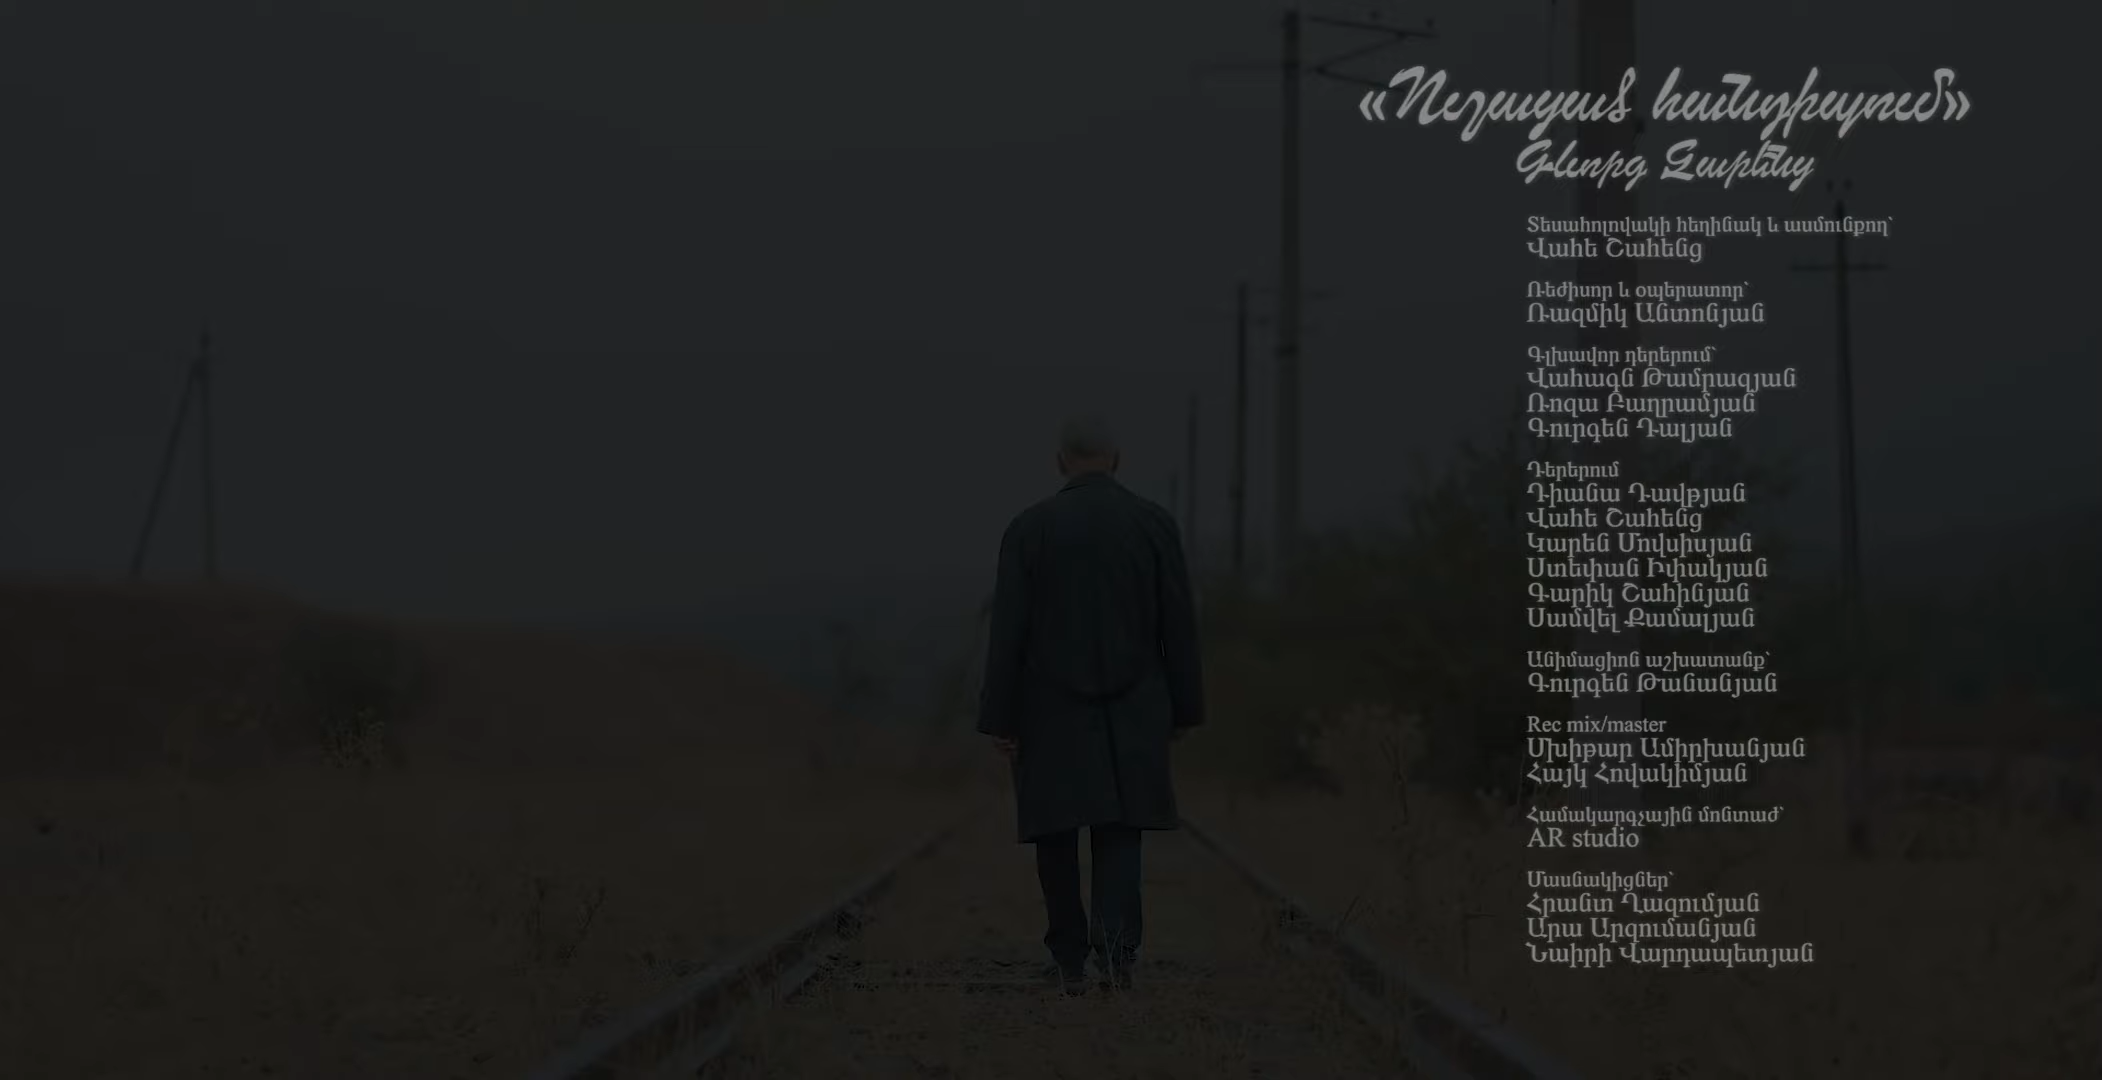 «Ուշացած հանդիպում»
Գևորգ Չարենց
Տեսահոլովակի հեղինակ և ասմունքող՝
Վահե Շահենց
Ռեժիսոր և օպերատոր՝
Ռազմիկ Անտոնյան
Գլխավոր դերերում՝
Վահագն Թամրազյան
Ռոզա Բաղրամյան
Գուրգեն Դալյան
Դերերում
Դիանա Դավթյան
Վահե Շահենց
Կարեն Մովսիսյան
Ստեփան Իփակյան
Գարիկ Շահինյան
Սամվել Քամալյան
Անիմացիոն աշխատանք՝
Գուրգեն Թանանյան
Rec mix/master
Մխիթար Ամիրխանյան
Հայկ Հովակիմյան
Համակարգչային մոնտաժ՝
AR studio
Մասնակիցներ՝
Հրանտ Ղազումյան
Արա Արզումանյան
Նաիրի Վարդապետյան